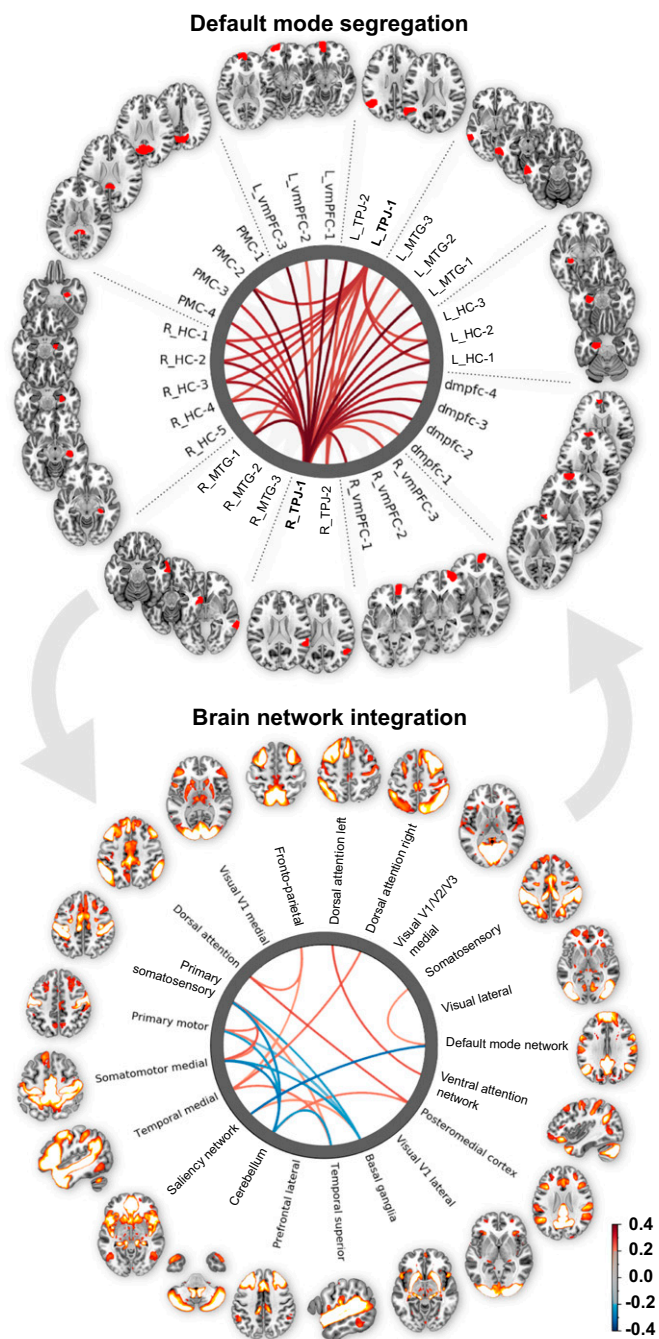 Default mode segregation
L_vmPFC-3
L_vmPFC-2
L_vmPFC-1
L_TPJ-2
L_TPJ-1
L_MTG-3
L_MTG-2
L_MTG-1
L_HC-3
L_HC-2
L_HC-1
dmpfc-4
dmpfc-3
dmpfc-2
dmpfc-1
R_vmPFC-3
R_vmPFC-2
R_vmPFC-1
R_TPJ-2
R_TPJ-1
R_MTG-3
R_MTG-2
R_MTG-1
R_HC-5
R_HC-4
R_HC-3
R_HC-2
R_HC-1
PMC-4
PMC-3
PMC-2
PMC-1
Brain network integration
Fronto-parietal
Dorsal attention left
Dorsal attention right
Visual V1/V2/V3
medial
Somatosensory
Visual lateral
Default mode network
Ventral attention
network
Posteromedial cortex
Visual V1 lateral
Basal ganglia
Temporal superior
Prefrontal lateral
Cerebellum
Saliency network
Temporal medial
Somatomotor medial
Primary motor
Primary
somatosensory
Dorsal attention
Visual V1 medial
0.4
0.2
0.0
-0.2
-0.4